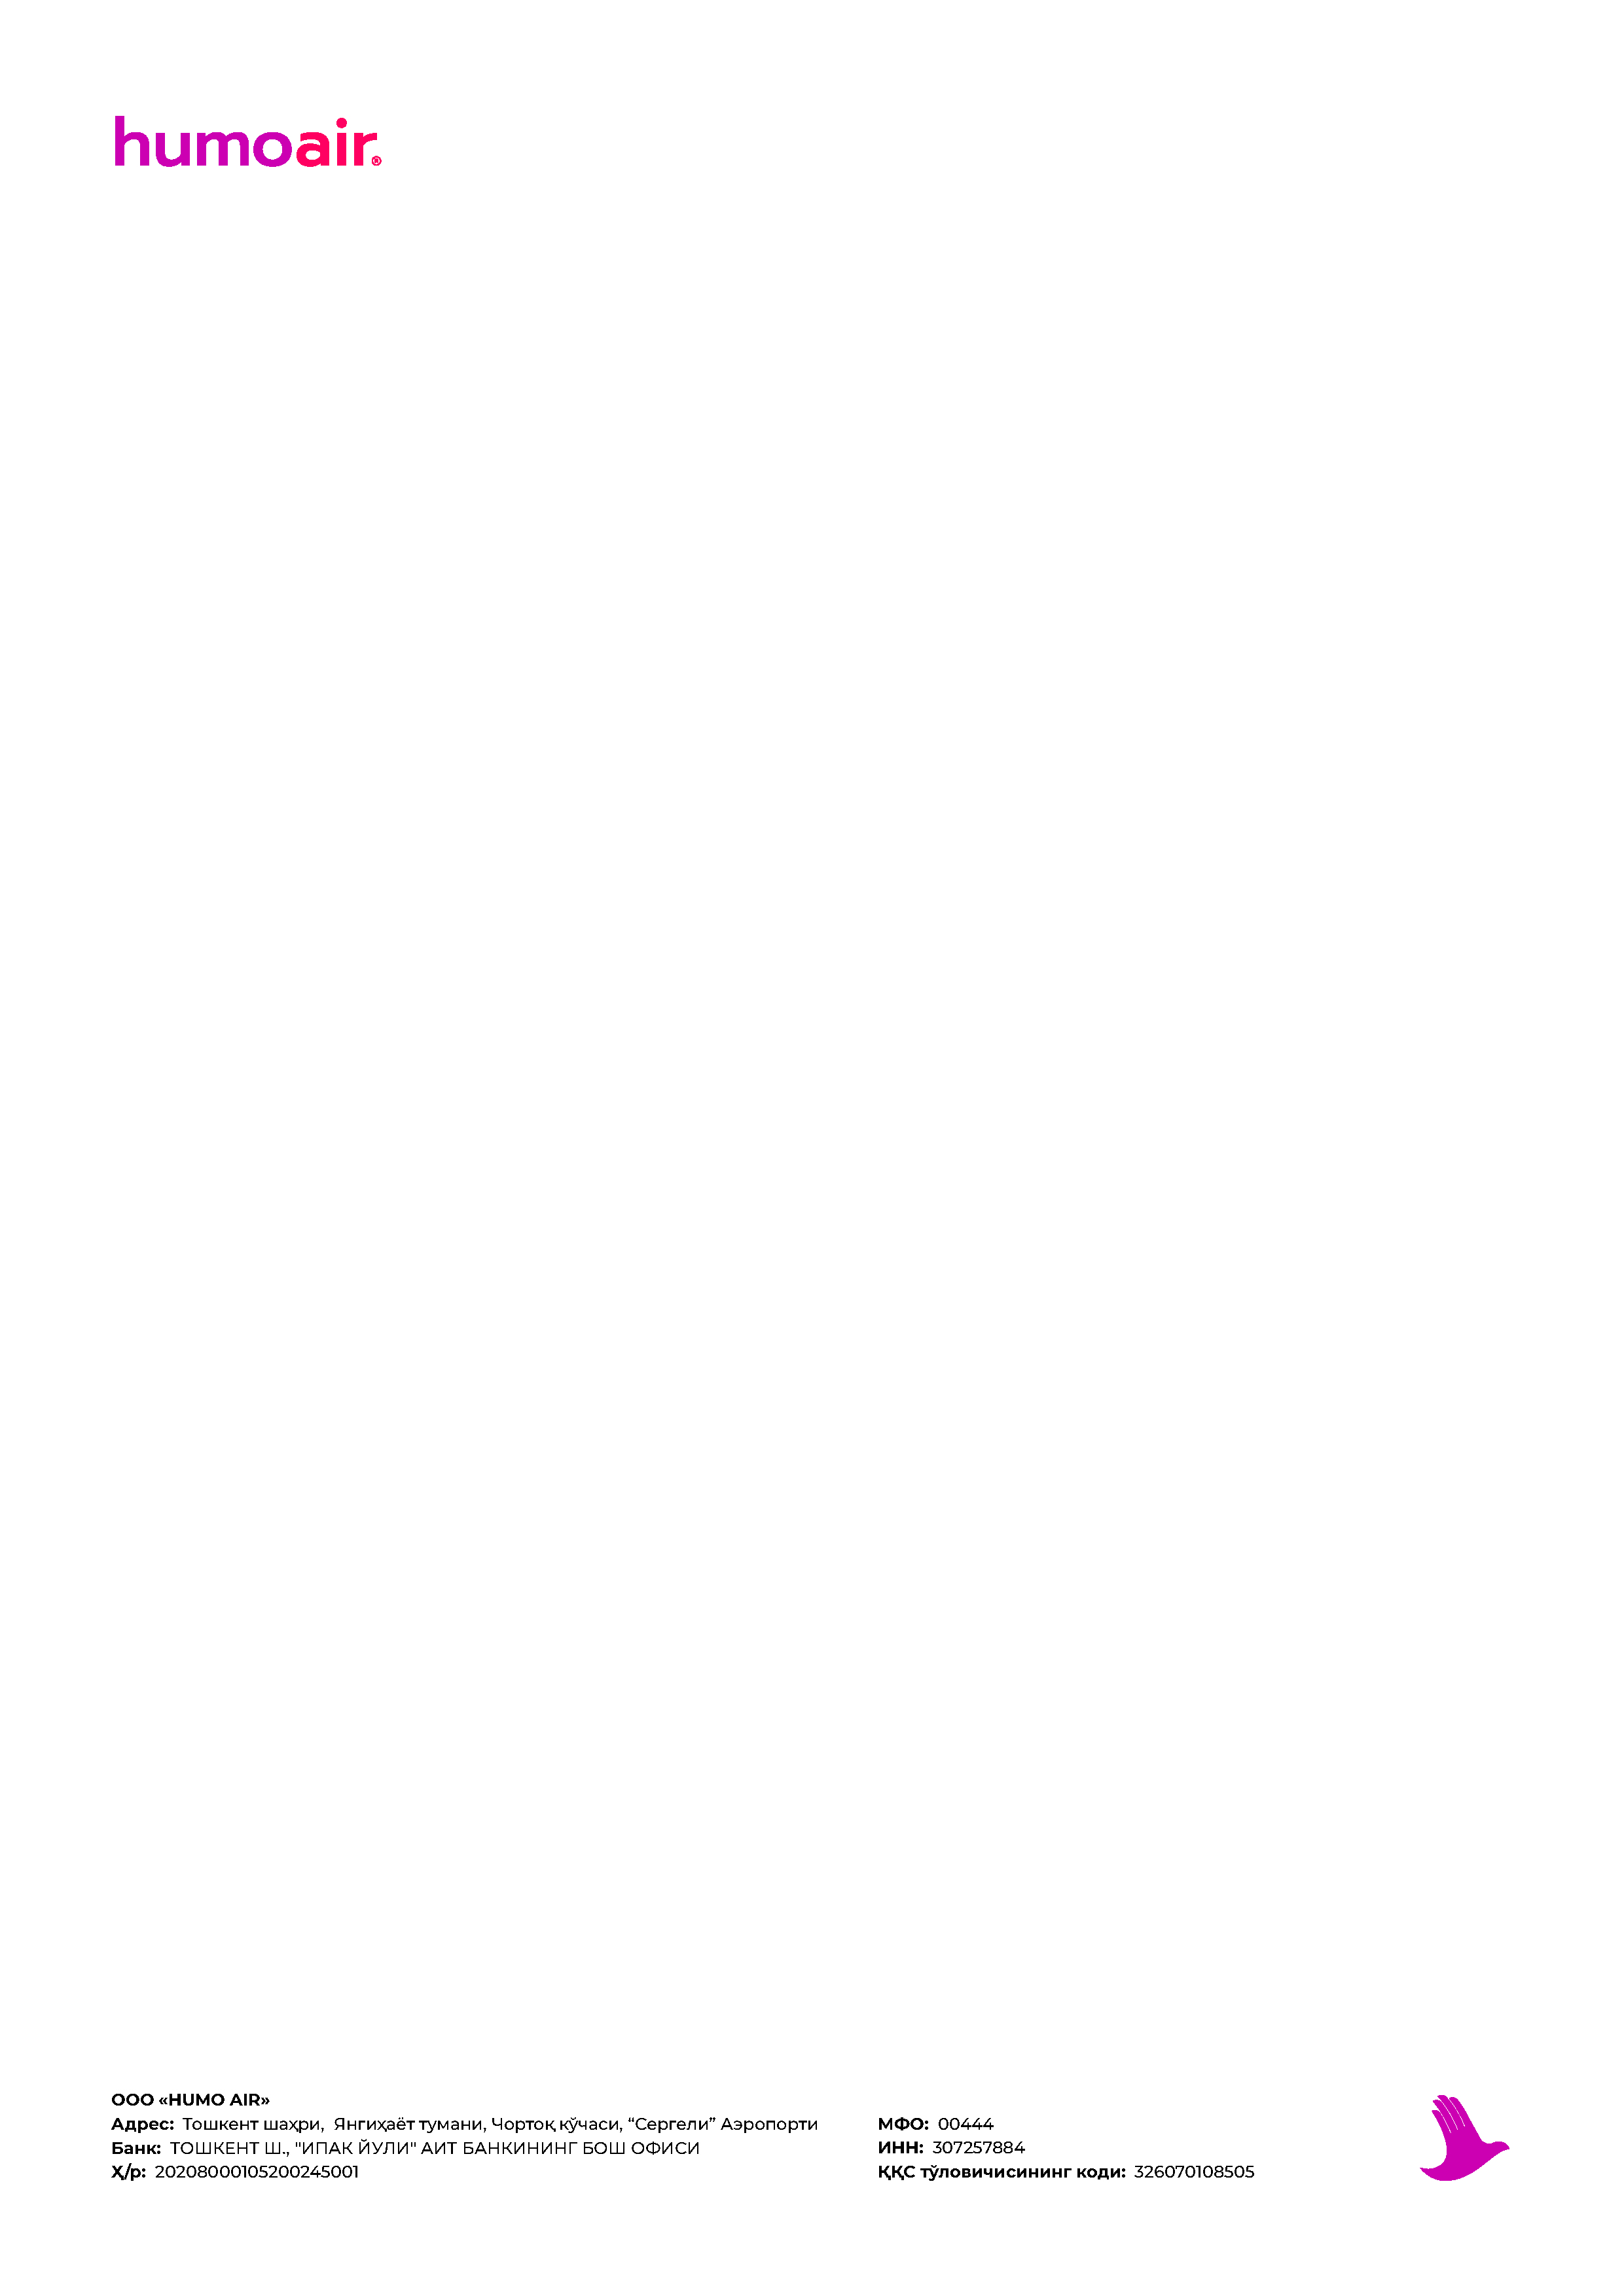 humoair®
ООО «HUMO AIR»
Адрес: Тошкент шаҳри, Янгиҳаёт тумани, Чортоқ кўчаси, “Сергели” Аэропорти
Банк: ТОШКЕНТ Ш., "ИПАК ЙУЛИ" АИТ БАНКИНИНГ БОШ ОФИСИ
Ҳ/р: 20208000105200245001
МФО: 00444
ИНН: 307257884
ҚҚС тўловичисининг коди: 326070108505